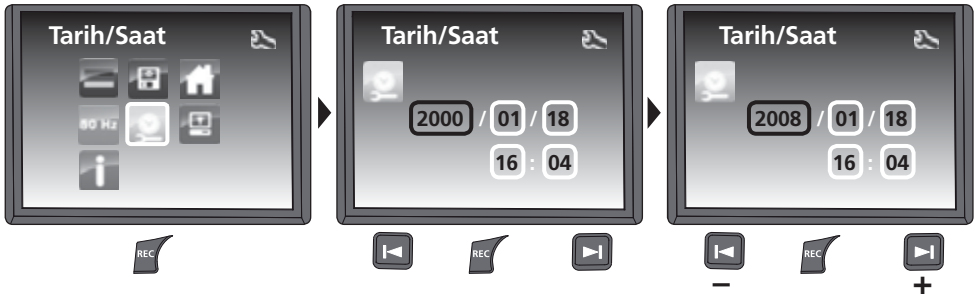 Tarih/Saat
60 Hz
REC
Tarih/Saat
2000 / 01 / 18
16 : 04
REC
Tarih/Saat
2008 / 01 / 18
16 : 04
REC
− +